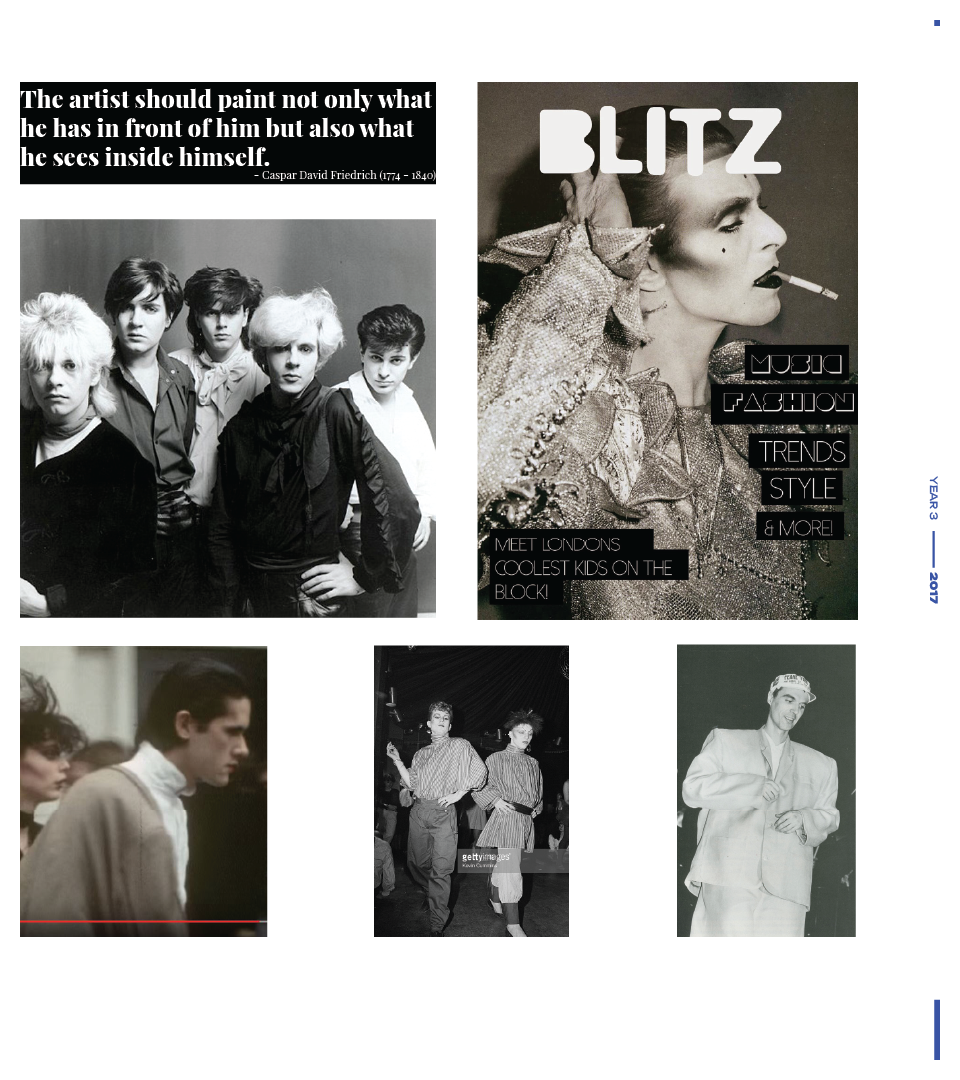 The artist should paint not only what
he has in front of him but also what
he sees inside himself.
- Caspar David Friedrich (1774 - 1840)
BLITZ
MUSIC
FASHION
TRENDS
STYLE
& MORE!
MEET LONDONS
COOLEST KIDS ON THE
BLOCK!
YEAR 3
2017
gettyimages
Kevin Cummins